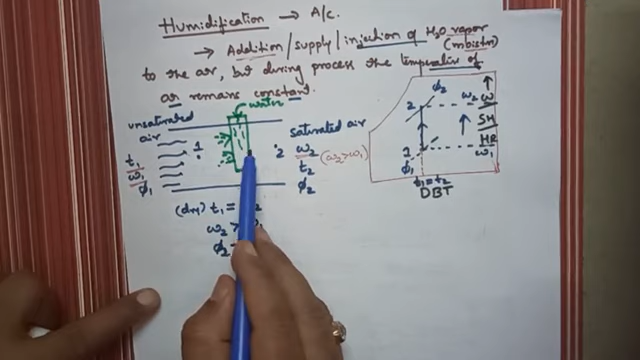 Humidification → A/c.
→ Addition / supply / injection of H₂O vapor
(moistur)
to the air, but during process the temperature of
air remains constant.
water
unsaturated
air
t₁
ω₁
φ₁
1
2
saturated air
ω₂ (ω₂>ω₁)
t₂
φ₂
(dry) t₁ =
ω₂ >
φ₂
φ₂
2
ω₂
ω
SH
HR
1
φ₁
ω₁
t₁=t₂
DBT